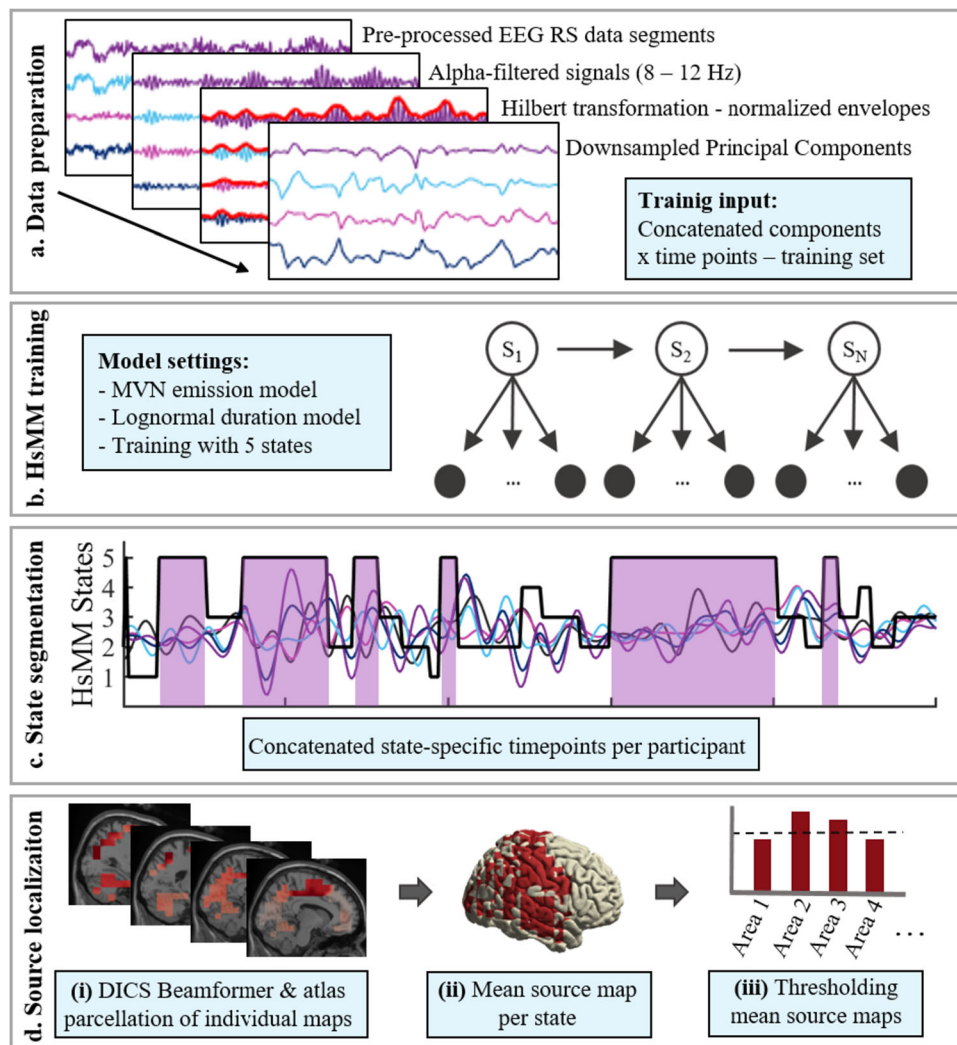 a. Data preparation
Pre-processed EEG RS data segments
Alpha-filtered signals (8 – 12 Hz)
Hilbert transformation - normalized envelopes
Downsampled Principal Components
Trainig input:
Concatenated components
x time points – training set
b. HsMM training
Model settings:
- MVN emission model
- Lognormal duration model
- Training with 5 states
S1
S2
SN
...
...
...
c. State segmentation
HsMM States
5
4
3
2
1
Concatenated state-specific timepoints per participant
d. Source localizaiton
(i) DICS Beamformer & atlas
parcellation of individual maps
(ii) Mean source map
per state
Area 1
Area 2
Area 3
Area 4
...
(iii) Thresholding
mean source maps